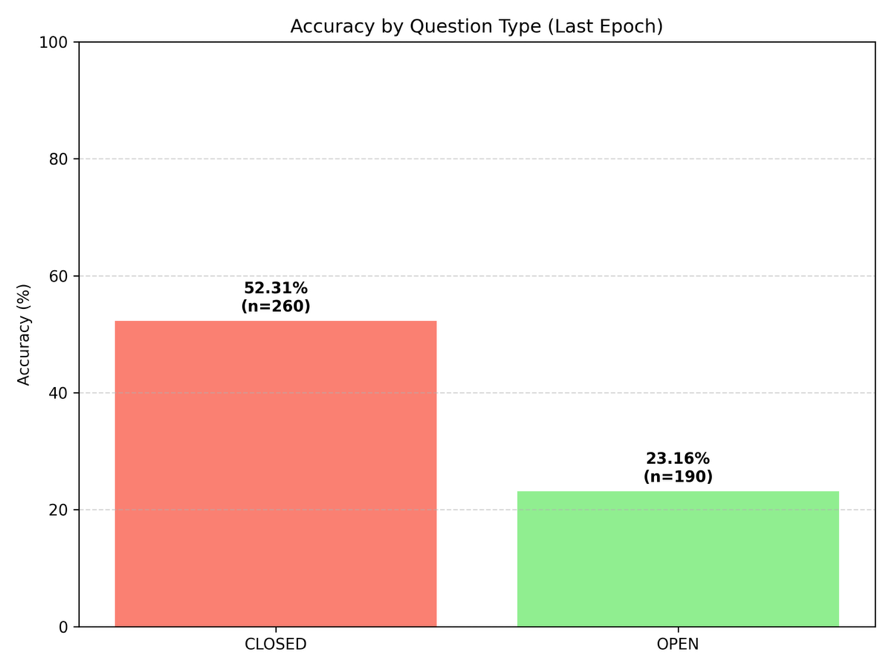 Accuracy by Question Type (Last Epoch)
100
80
60
40
20
0
Accuracy (%)
52.31%
(n=260)
23.16%
(n=190)
CLOSED
OPEN